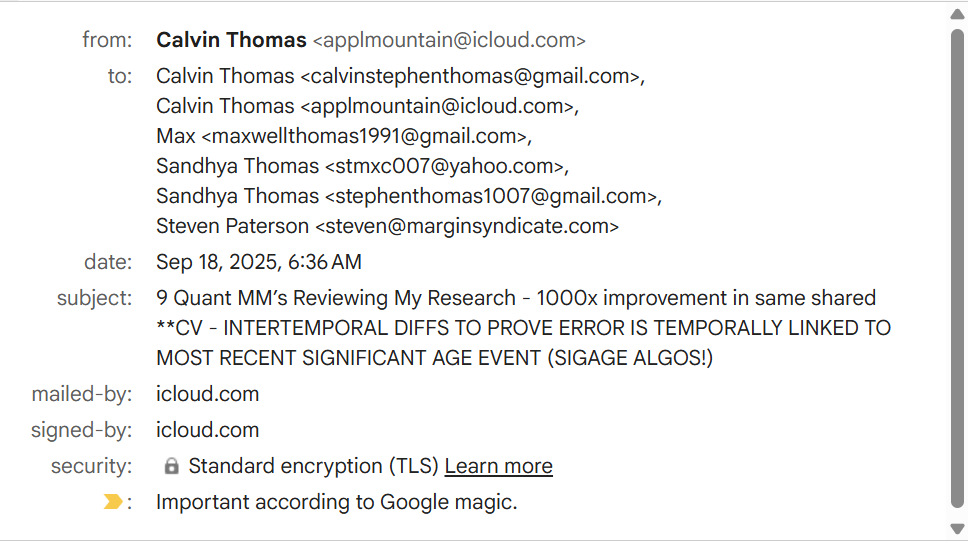 from: Calvin Thomas <applmountain@icloud.com>
to: Calvin Thomas <calvinstephenthomas@gmail.com>,
Calvin Thomas <applmountain@icloud.com>,
Max <maxwellthomas1991@gmail.com>,
Sandhya Thomas <stmxc007@yahoo.com>,
Sandhya Thomas <stephenthomas1007@gmail.com>,
Steven Paterson <steven@marginsyndicate.com>
date: Sep 18, 2025, 6:36 AM
subject: 9 Quant MM’s Reviewing My Research - 1000x improvement in same shared
**CV - INTERTEMPORAL DIFFS TO PROVE ERROR IS TEMPORALLY LINKED TO
MOST RECENT SIGNIFICANT AGE EVENT (SIGAGE ALGOS!)
mailed-by: icloud.com
signed-by: icloud.com
security: Standard encryption (TLS) Learn more
: Important according to Google magic.